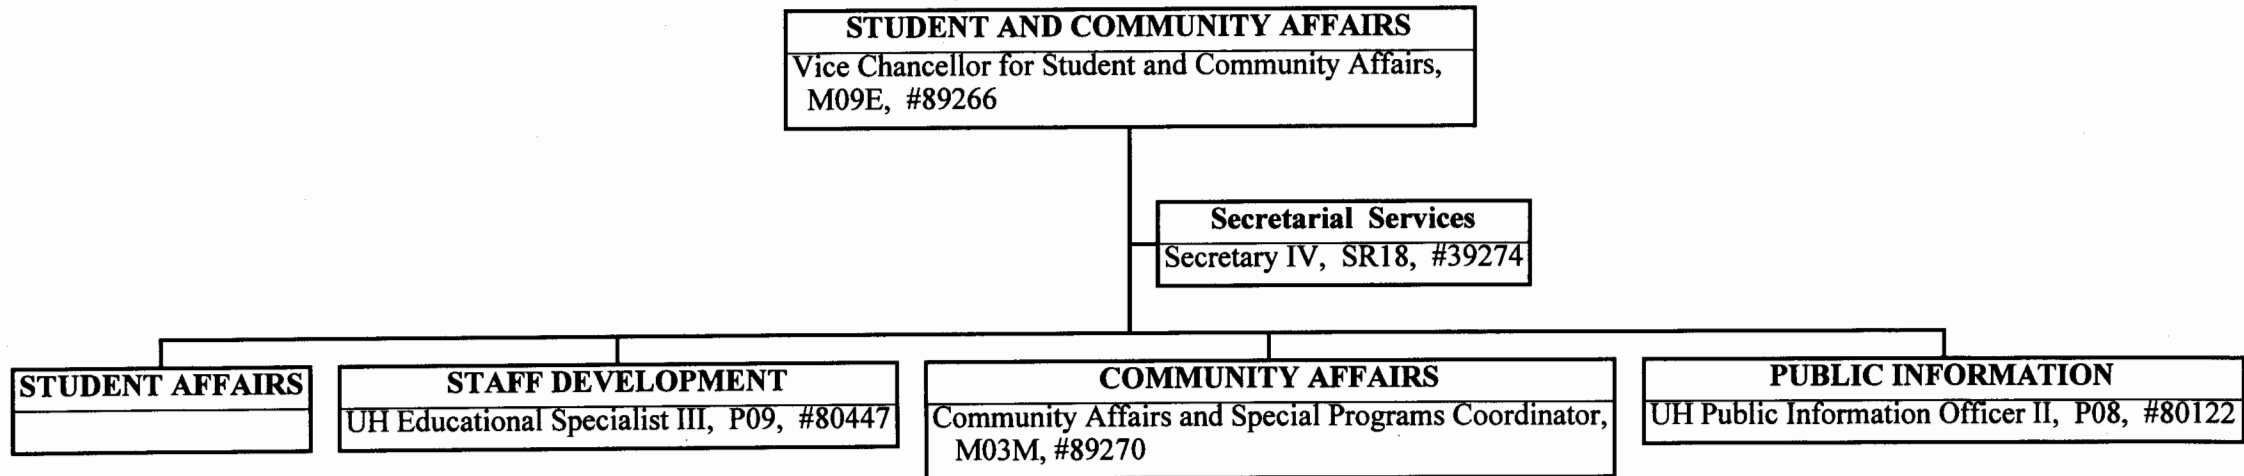 STUDENT AND COMMUNITY AFFAIRS
Vice Chancellor for Student and Community Affairs,
M09E, #89266
Secretarial Services
Secretary IV, SR18, #39274
STUDENT AFFAIRS
STAFF DEVELOPMENT
UH Educational Specialist III, P09, #80447
COMMUNITY AFFAIRS
Community Affairs and Special Programs Coordinator,
M03M, #89270
PUBLIC INFORMATION
UH Public Information Officer II, P08, #80122